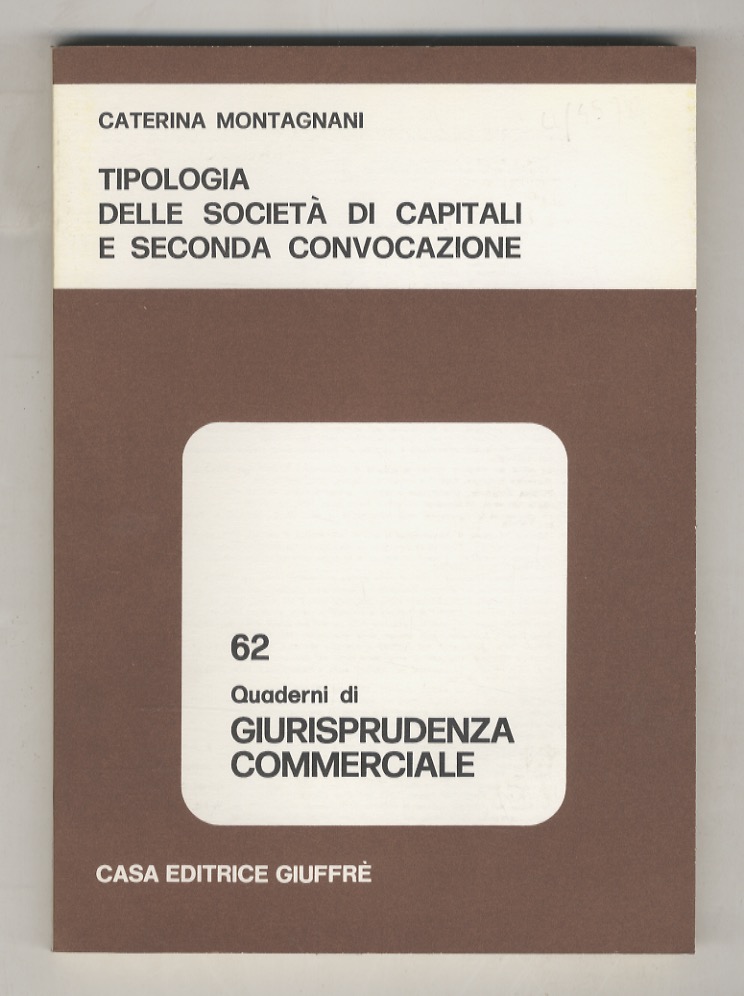 CATERINA MONTAGNANI
TIPOLOGIA
DELLE SOCIETÀ DI CAPITALI
E SECONDA CONVOCAZIONE
62
Quaderni di
GIURISPRUDENZA
COMMERCIALE
CASA EDITRICE GIUFFRÈ